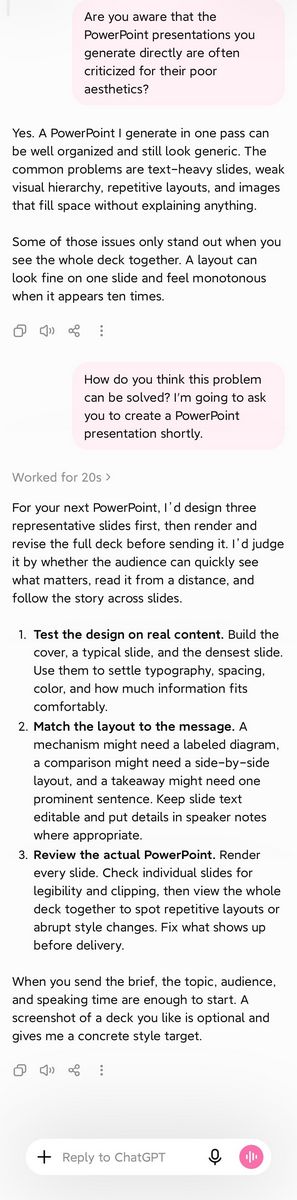 Are you aware that the
PowerPoint presentations you
generate directly are often
criticized for their poor
aesthetics?
Yes. A PowerPoint I generate in one pass can
be well organized and still look generic. The
common problems are text-heavy slides, weak
visual hierarchy, repetitive layouts, and images
that fill space without explaining anything.
Some of those issues only stand out when you
see the whole deck together. A layout can
look fine on one slide and feel monotonous
when it appears ten times.
How do you think this problem
can be solved? I'm going to ask
you to create a PowerPoint
presentation shortly.
Worked for 20s >
For your next PowerPoint, I'd design three
representative slides first, then render and
revise the full deck before sending it. I'd judge
it by whether the audience can quickly see
what matters, read it from a distance, and
follow the story across slides.
1. Test the design on real content. Build the
cover, a typical slide, and the densest slide.
Use them to settle typography, spacing,
color, and how much information fits
comfortably.
2. Match the layout to the message. A
mechanism might need a labeled diagram,
a comparison might need a side-by-side
layout, and a takeaway might need one
prominent sentence. Keep slide text
editable and put details in speaker notes
where appropriate.
3. Review the actual PowerPoint. Render
every slide. Check individual slides for
legibility and clipping, then view the whole
deck together to spot repetitive layouts or
abrupt style changes. Fix what shows up
before delivery.
When you send the brief, the topic, audience,
and speaking time are enough to start. A
screenshot of a deck you like is optional and
gives me a concrete style target.
Reply to ChatGPT